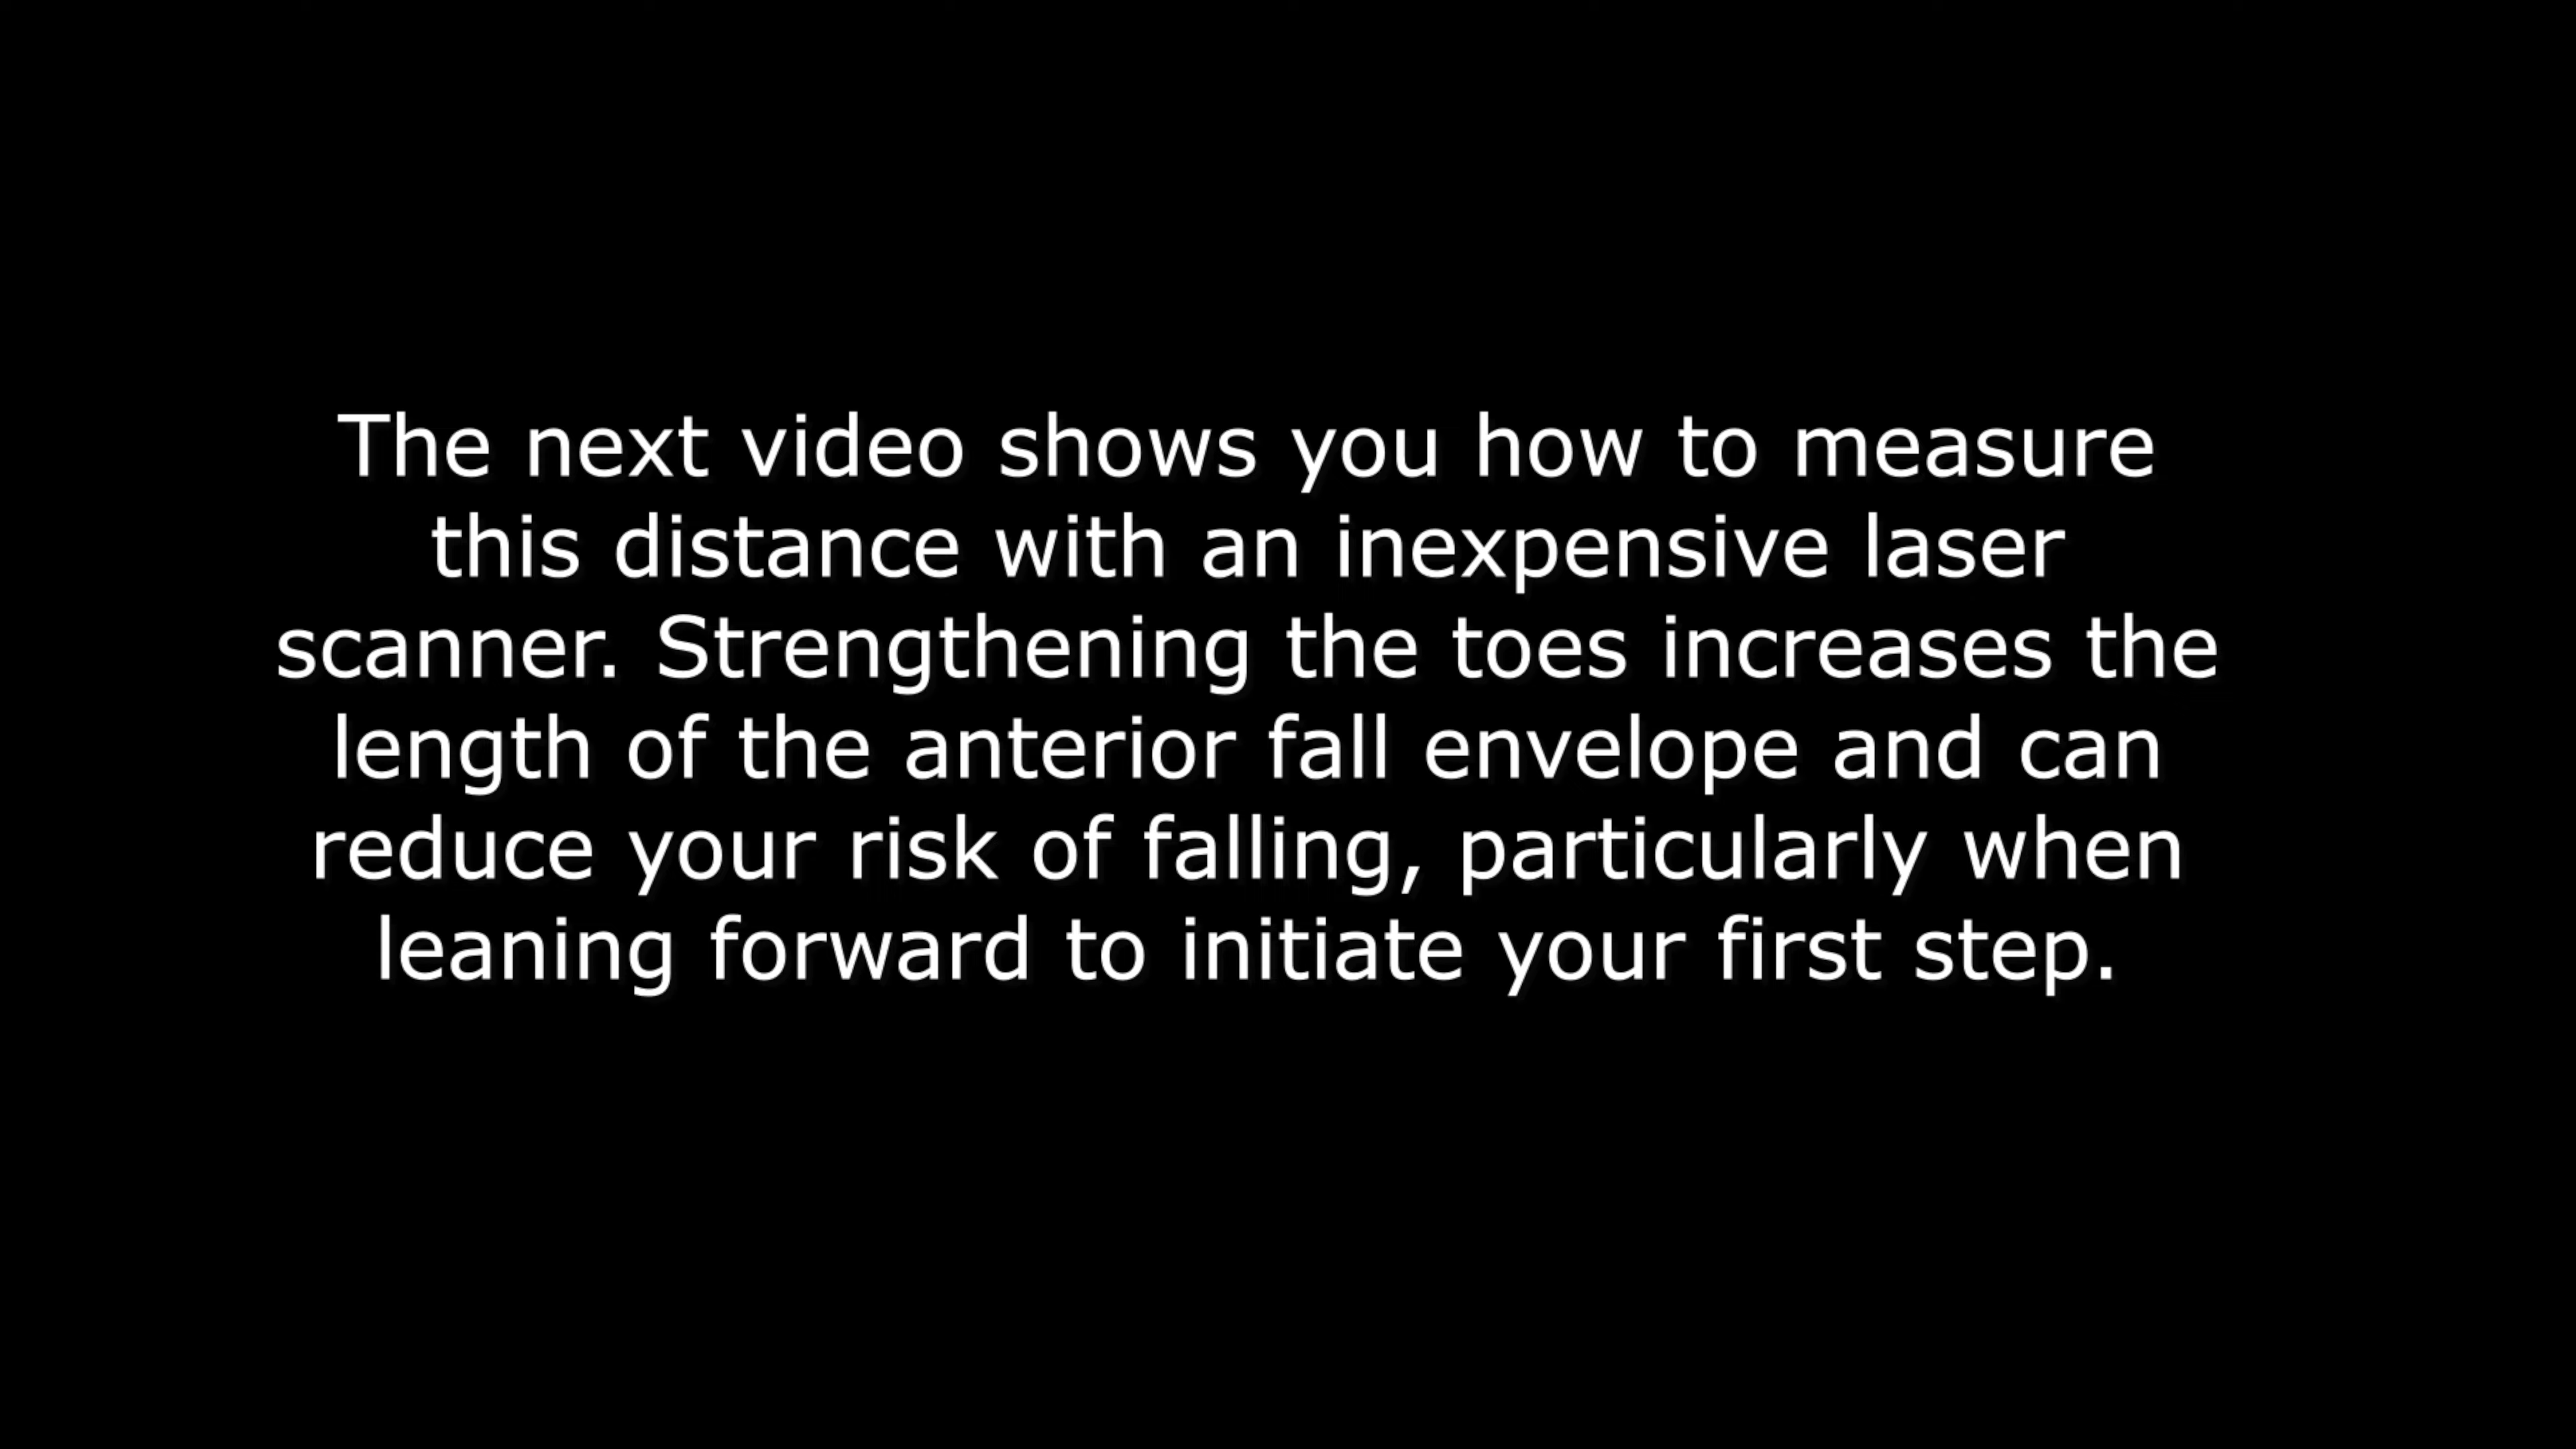 The next video shows you how to measure
this distance with an inexpensive laser
scanner. Strengthening the toes increases the
length of the anterior fall envelope and can
reduce your risk of falling, particularly when
leaning forward to initiate your first step.